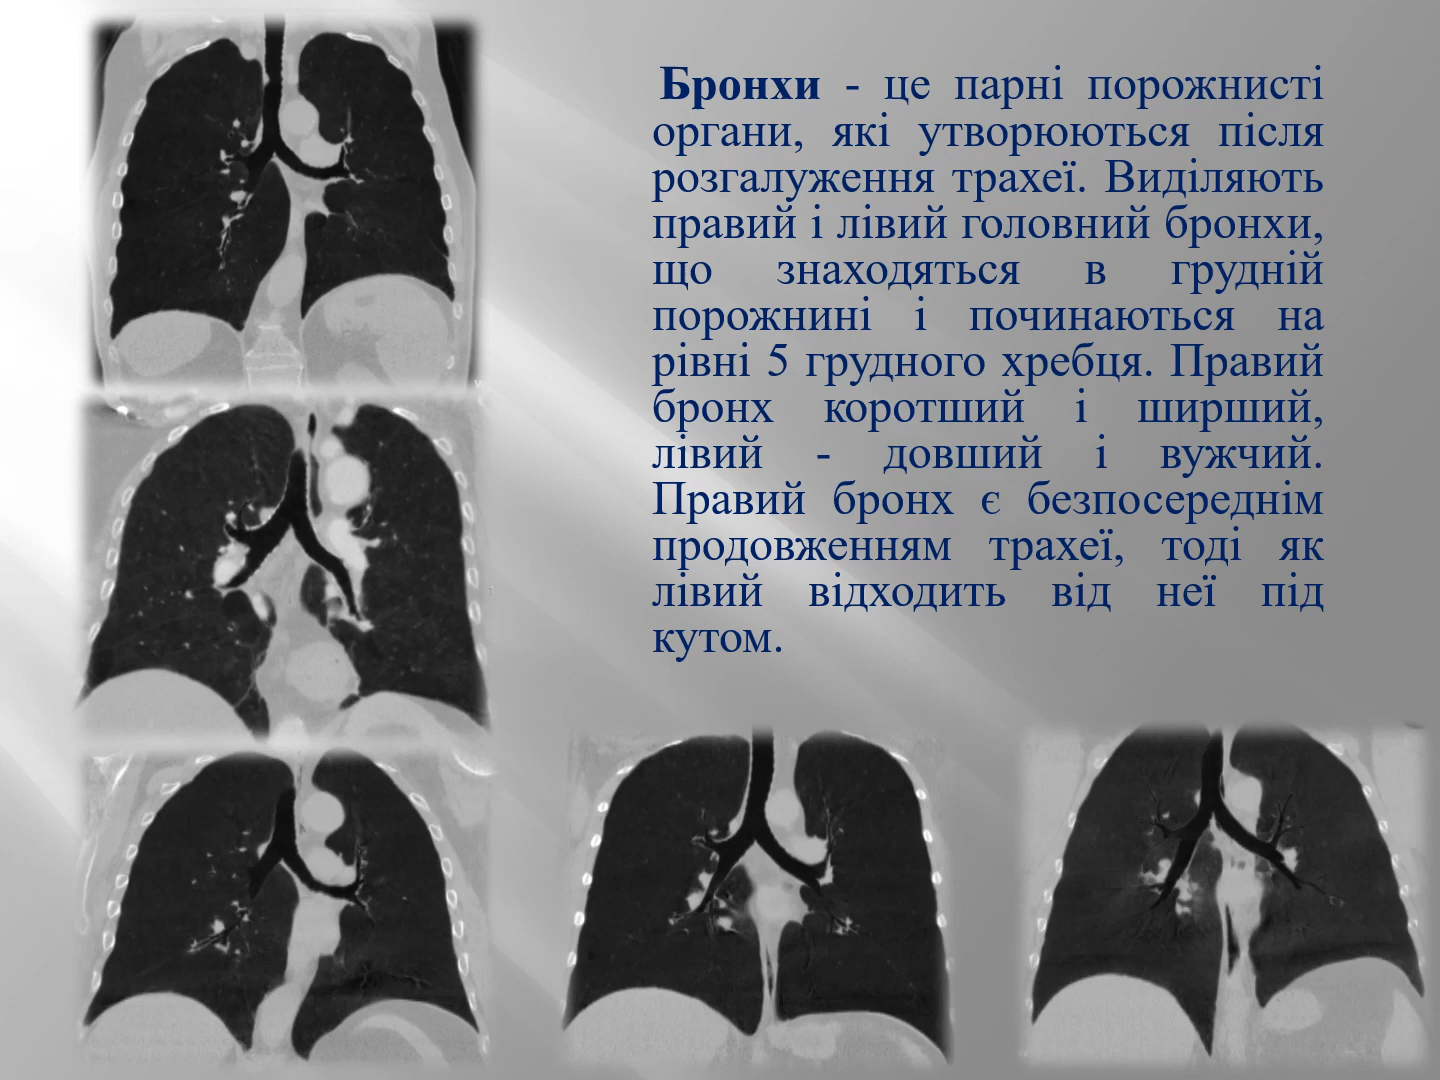 Бронхи - це парні порожнисті
органи, які утворюються після
розгалуження трахеї. Виділяють
правий і лівий головний бронхи,
що знаходяться в грудній
порожнині і починаються на
рівні 5 грудного хребця. Правий
бронх коротший і ширший,
лівий - довший і вужчий.
Правий бронх є безпосереднім
продовженням трахеї, тоді як
лівий відходить від неї під
кутом.